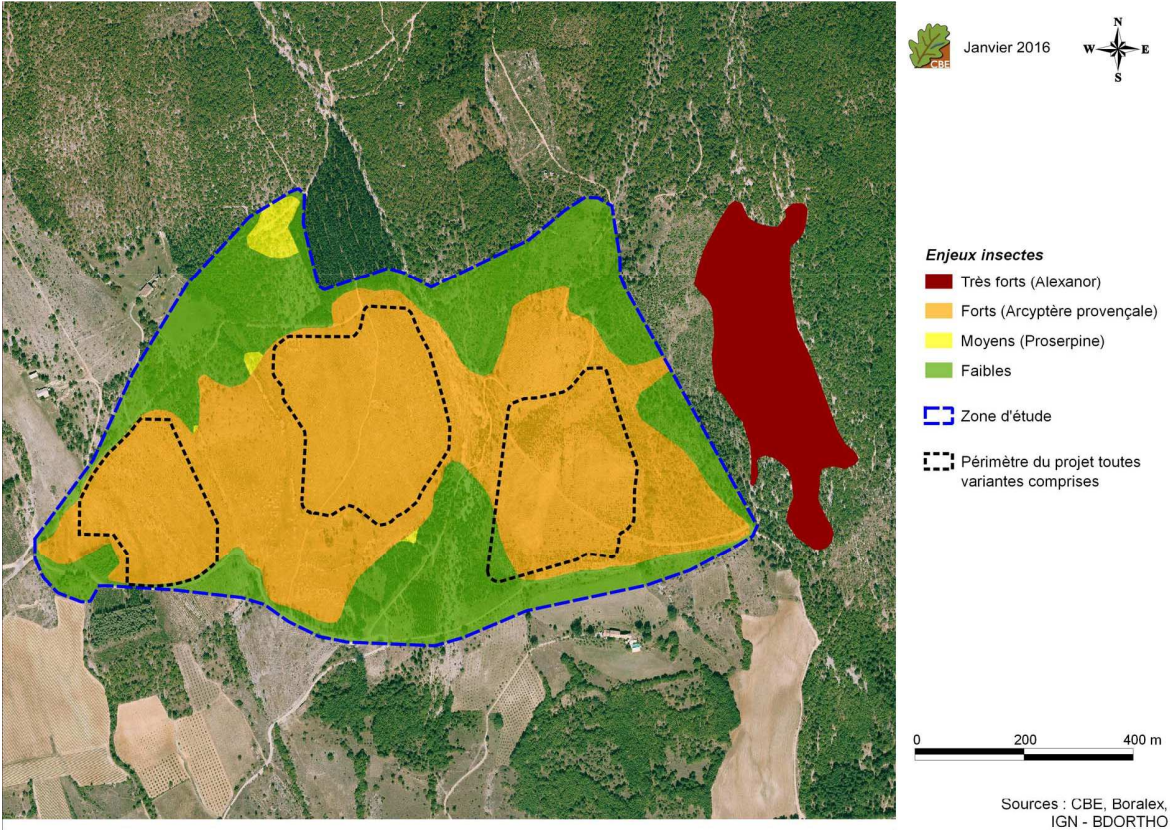 CBE
Janvier 2016
N
W E
S
Enjeux insectes
Très forts (Alexanor)
Forts (Arcyptère provençale)
Moyens (Proserpine)
Faibles
Zone d'étude
Périmètre du projet toutes
variantes comprises
0 200 400 m
Sources : CBE, Boralex,
IGN - BDORTHO